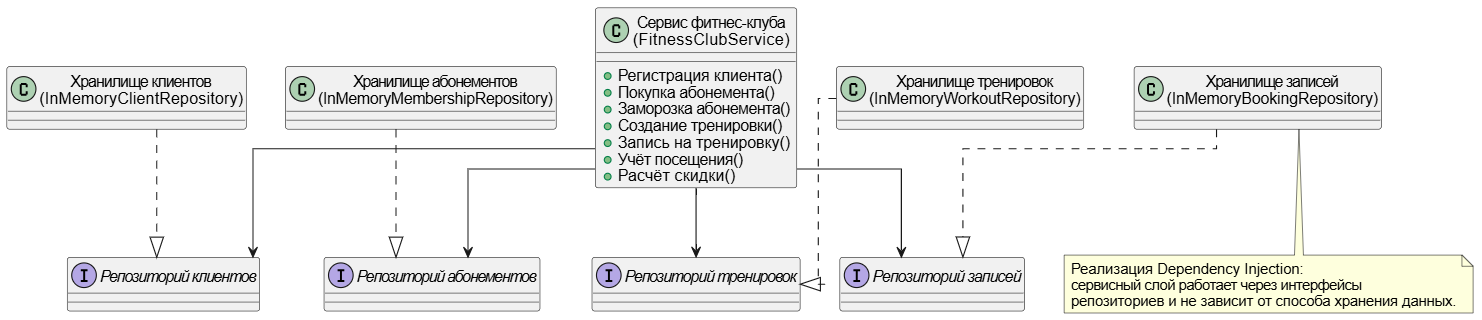 C
Сервис фитнес-клуба
(FitnessClubService)
Регистрация клиента()
Покупка абонемента()
Заморозка абонемента()
Создание тренировки()
Запись на тренировку()
Учёт посещения()
Расчёт скидки()
C
Хранилище клиентов
(InMemoryClientRepository)
C
Хранилище абонементов
(InMemoryMembershipRepository)
C
Хранилище тренировок
(InMemoryWorkoutRepository)
C
Хранилище записей
(InMemoryBookingRepository)
I
Репозиторий клиентов
I
Репозиторий абонементов
I
Репозиторий тренировок
I
Репозиторий записей
Реализация Dependency Injection:
сервисный слой работает через интерфейсы
репозиториев и не зависит от способа хранения данных.